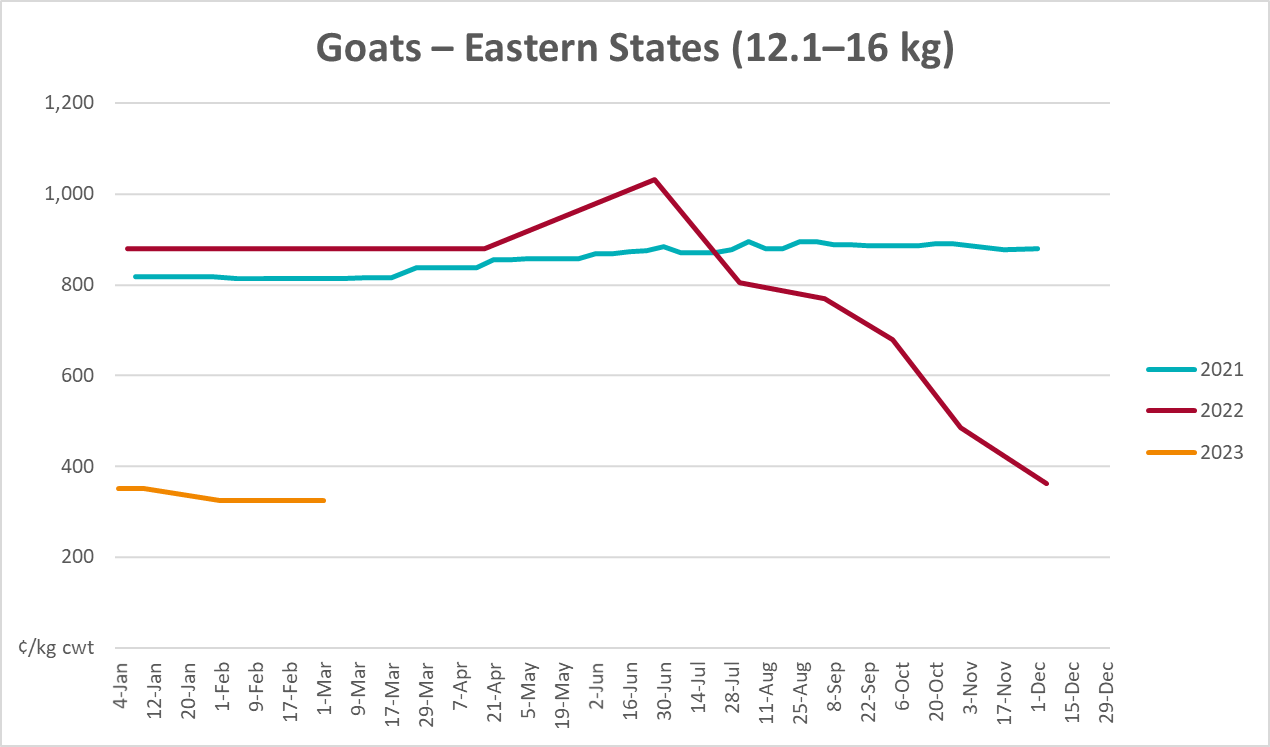 Goats – Eastern States (12.1–16 kg)
1,200
1,000
800
600
400
200
¢/kg cwt
4-Jan
12-Jan
20-Jan
1-Feb
9-Feb
17-Feb
1-Mar
9-Mar
17-Mar
29-Mar
7-Apr
21-Apr
5-May
19-May
2-Jun
16-Jun
30-Jun
14-Jul
28-Jul
11-Aug
25-Aug
8-Sep
22-Sep
6-Oct
20-Oct
3-Nov
17-Nov
1-Dec
15-Dec
29-Dec
2021
2022
2023